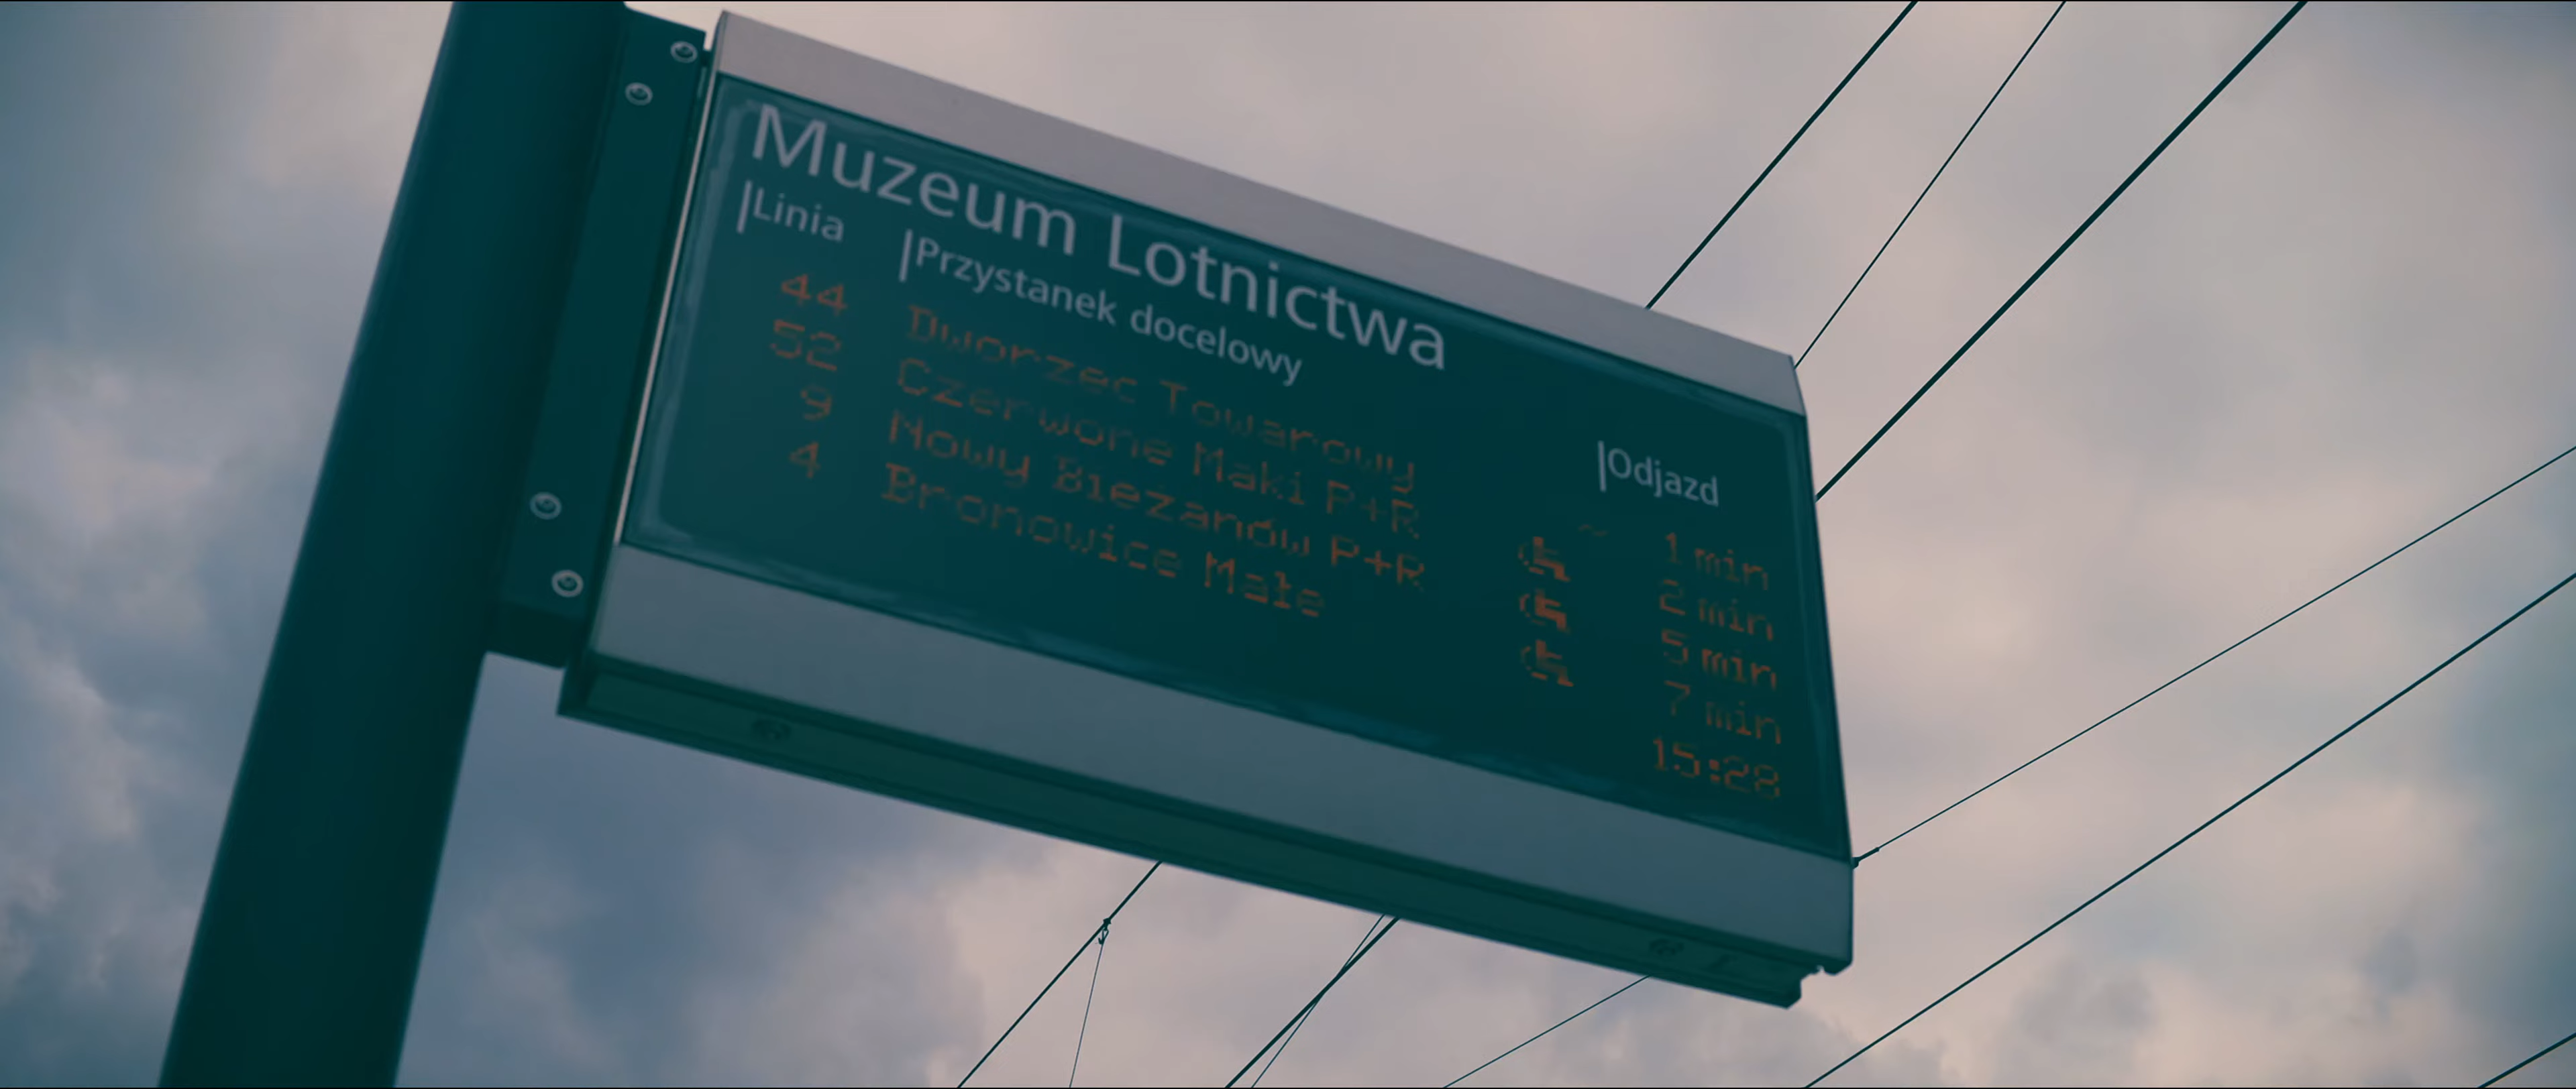 Muzeum Lotnictwa
|Linia |Przystanek docelowy |Odjazd
44 Dworzec Towarowy 1 min
52 Czerwone Maki P+R 2 min
9 Nowy Bieżanów P+R 5 min
4 Bronowice Małe 7 min
15:28